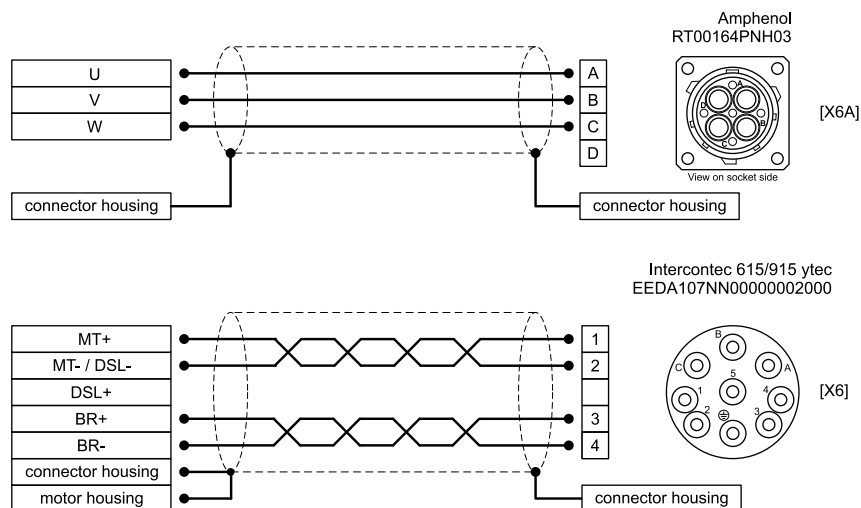 Amphenol
RT00164PNH03
U
V
W
A
B
C
D
A
D
B
C
[X6A]
View on socket side
connector housing
connector housing
Intercontec 615/915 ytec
EEDA107NN00000002000
MT+
MT- / DSL-
DSL+
BR+
BR-
connector housing
motor housing
1
2
3
4
B
C
A
5
1
4
2
3
[X6]
connector housing